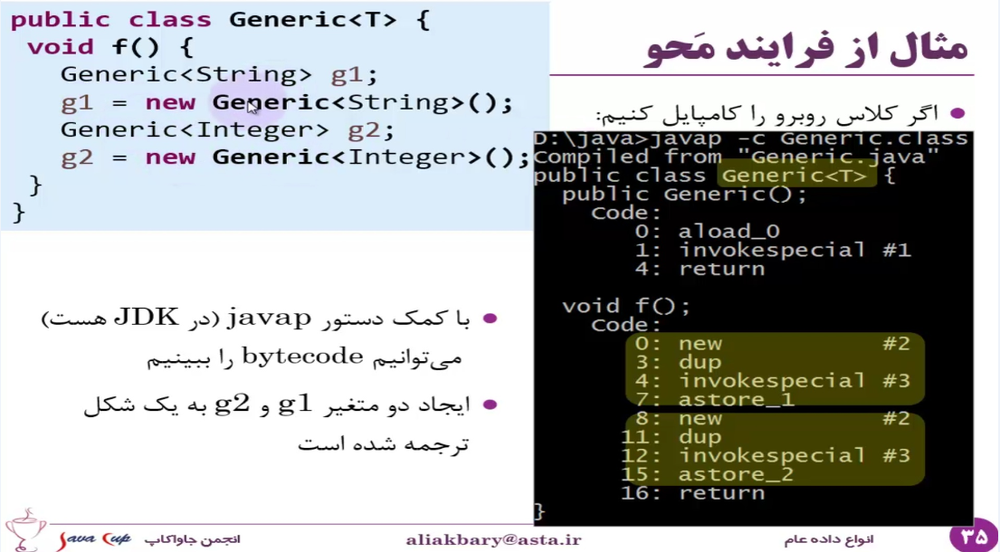 مثال از فرایند مَحو
public class Generic<T> {
void f() {
Generic<String> g1;
g1 = new Generic<String>();
Generic<Integer> g2;
g2 = new Generic<Integer>();
}
}
اگر کلاس روبرو را کامپایل کنیم:
D:\java>javap -c Generic.class
Compiled from "Generic.java"
public class Generic<T> {
public Generic();
Code:
0: aload_0
1: invokespecial #1
4: return
void f();
Code:
0: new #2
3: dup
4: invokespecial #3
7: astore_1
8: new #2
11: dup
12: invokespecial #3
15: astore_2
16: return
}
با کمک دستور javap (در JDK هست)
می‌توانیم bytecode را ببینیم
ایجاد دو متغیر g1 و g2 به یک شکل
ترجمه شده است
Java Cup انجمن جاواکاپ
aliakbary@asta.ir
انواع داده عام
۳۵